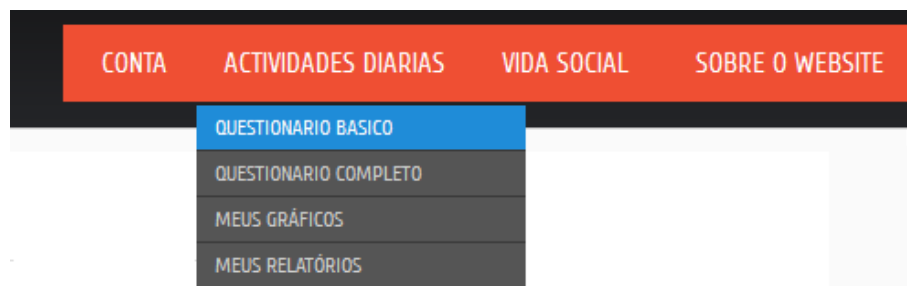 CONTA ACTIVIDADES DIARIAS VIDA SOCIAL SOBRE O WEBSITE
QUESTIONARIO BASICO
QUESTIONARIO COMPLETO
MEUS GRÁFICOS
MEUS RELATÓRIOS